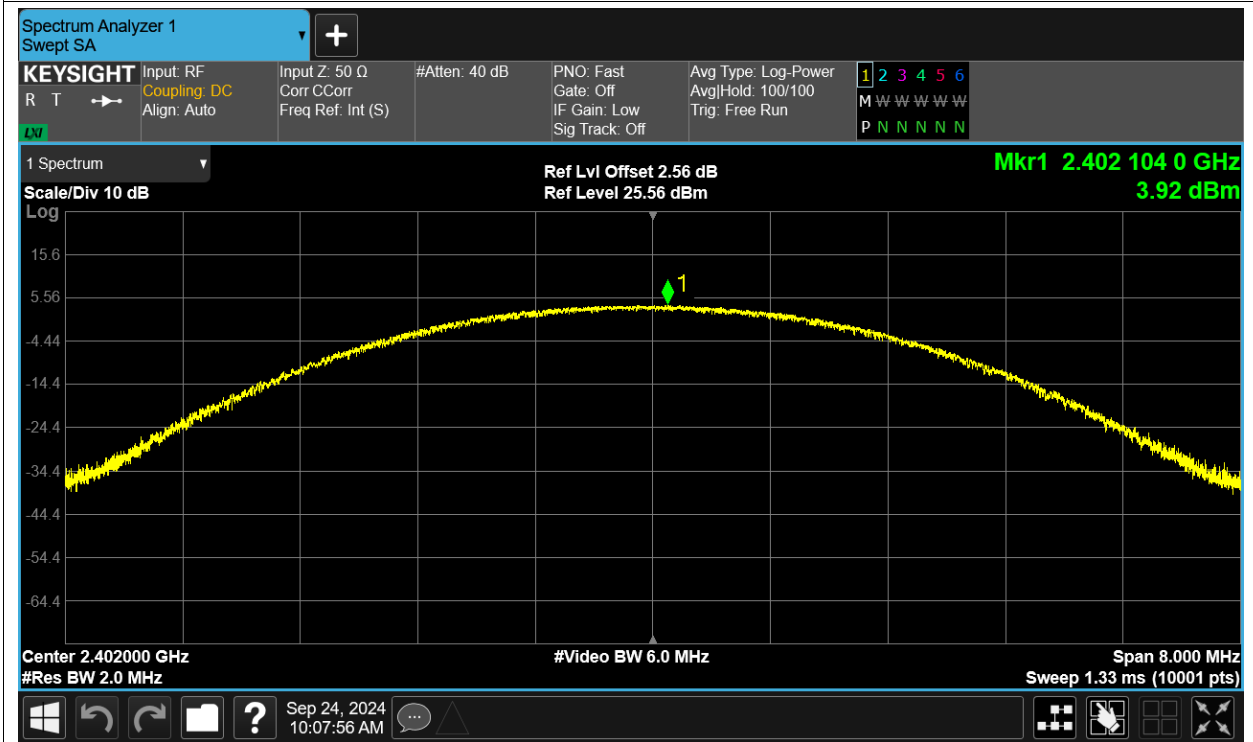 Spectrum Analyzer 1
Swept SA
+
KEYSIGHT
R T
LXI
Input: RF
Coupling: DC
Align: Auto
Input Z: 50 Ω
Corr CCorr
Freq Ref: Int (S)
#Atten: 40 dB
PNO: Fast
Gate: Off
IF Gain: Low
Sig Track: Off
Avg Type: Log-Power
Avg|Hold: 100/100
Trig: Free Run
1 2 3 4 5 6
M W W W W W
P N N N N N
1 Spectrum
Scale/Div 10 dB
Log
Ref Lvl Offset 2.56 dB
Ref Level 25.56 dBm
Mkr1 2.402 104 0 GHz
3.92 dBm
15.6
5.56
-4.44
-14.4
-24.4
-34.4
-44.4
-54.4
-64.4
1
Center 2.402000 GHz
#Res BW 2.0 MHz
#Video BW 6.0 MHz
Span 8.000 MHz
Sweep 1.33 ms (10001 pts)
?
Sep 24, 2024
10:07:56 AM